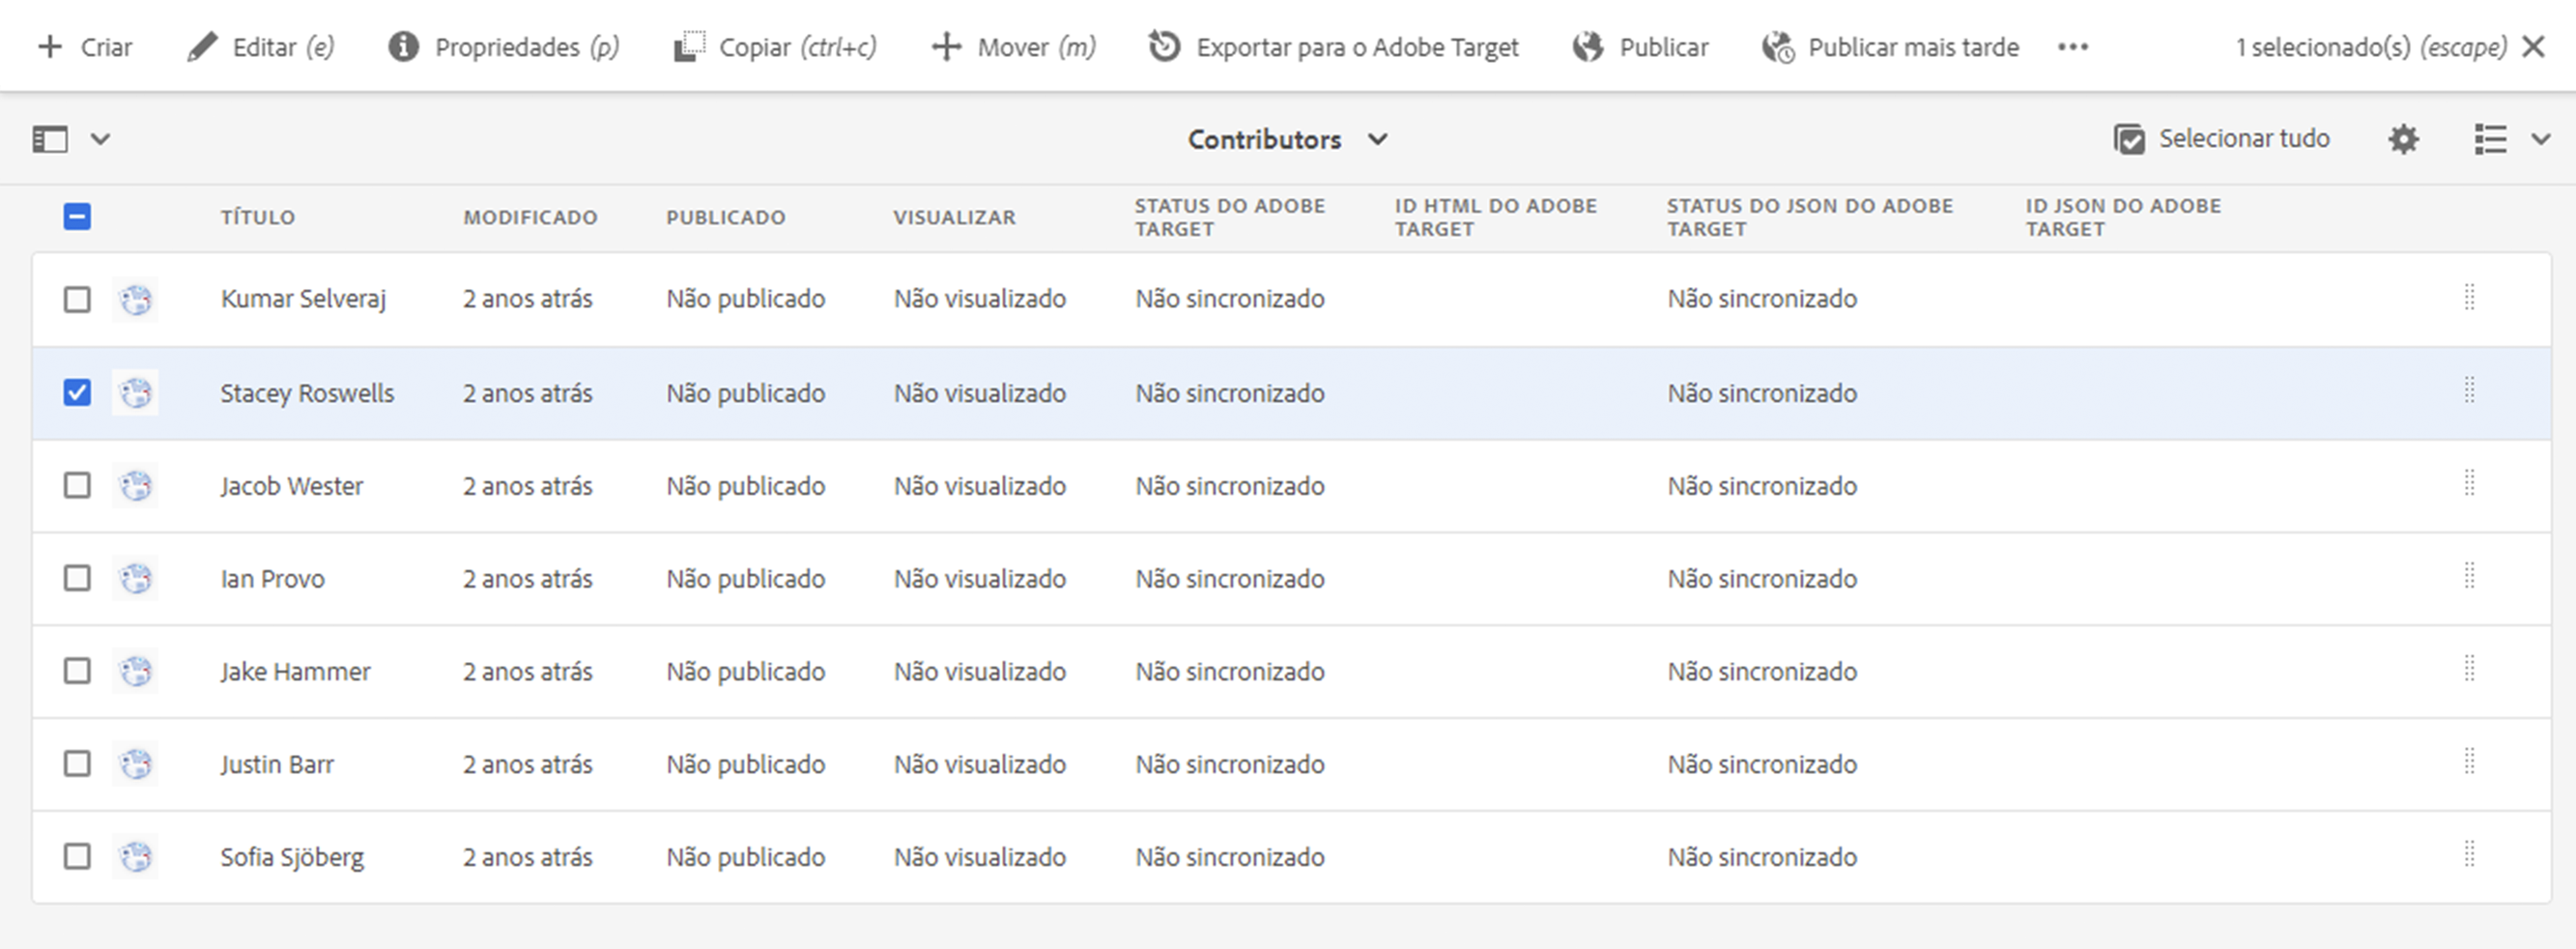 Criar Editar (e) Propriedades (p) Copiar (ctrl+c) Mover (m) Exportar para o Adobe Target Publicar Publicar mais tarde 1 selecionado(s) (escape)
Contributors Selecionar tudo
TÍTULO MODIFICADO PUBLICADO VISUALIZAR STATUS DO ADOBE TARGET ID HTML DO ADOBE TARGET STATUS DO JSON DO ADOBE TARGET ID JSON DO ADOBE TARGET
Kumar Selveraj 2 anos atrás Não publicado Não visualizado Não sincronizado Não sincronizado
Stacey Roswells 2 anos atrás Não publicado Não visualizado Não sincronizado Não sincronizado
Jacob Wester 2 anos atrás Não publicado Não visualizado Não sincronizado Não sincronizado
Ian Provo 2 anos atrás Não publicado Não visualizado Não sincronizado Não sincronizado
Jake Hammer 2 anos atrás Não publicado Não visualizado Não sincronizado Não sincronizado
Justin Barr 2 anos atrás Não publicado Não visualizado Não sincronizado Não sincronizado
Sofia Sjöberg 2 anos atrás Não publicado Não visualizado Não sincronizado Não sincronizado